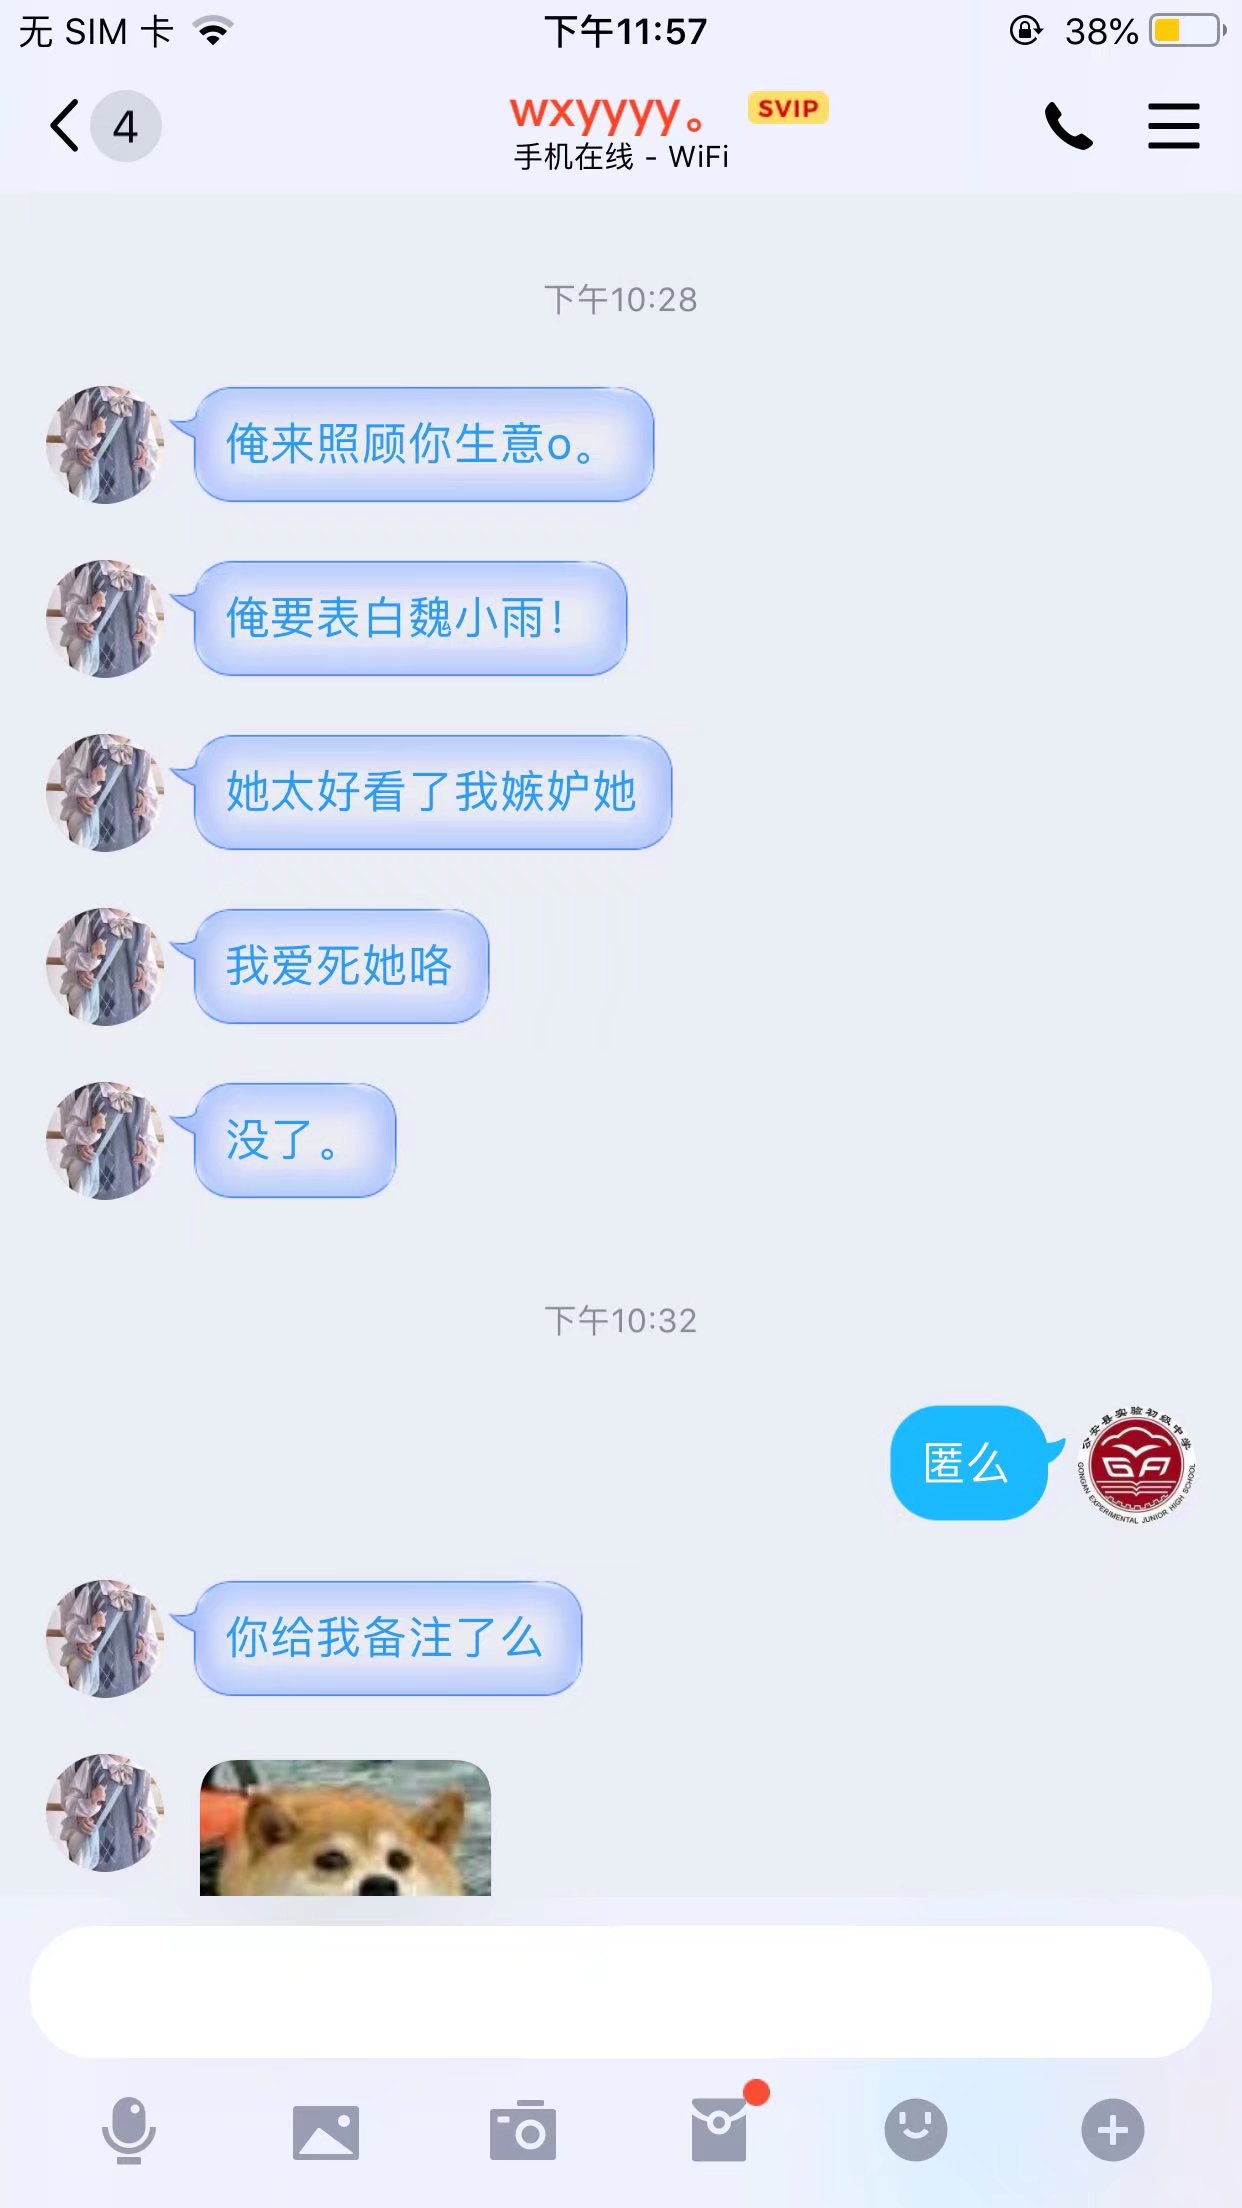 无 SIM 卡
下午11:57
38%
4
wxyyyy。
SVIP
手机在线 - WiFi
下午10:28
俺来照顾你生意o。
俺要表白魏小雨！
她太好看了我嫉妒她
我爱死她咯
没了。
下午10:32
匿么
公安县实验初级中学
GA
GONGAN EXPERIMENTAL JUNIOR HIGH SCHOOL
你给我备注了么